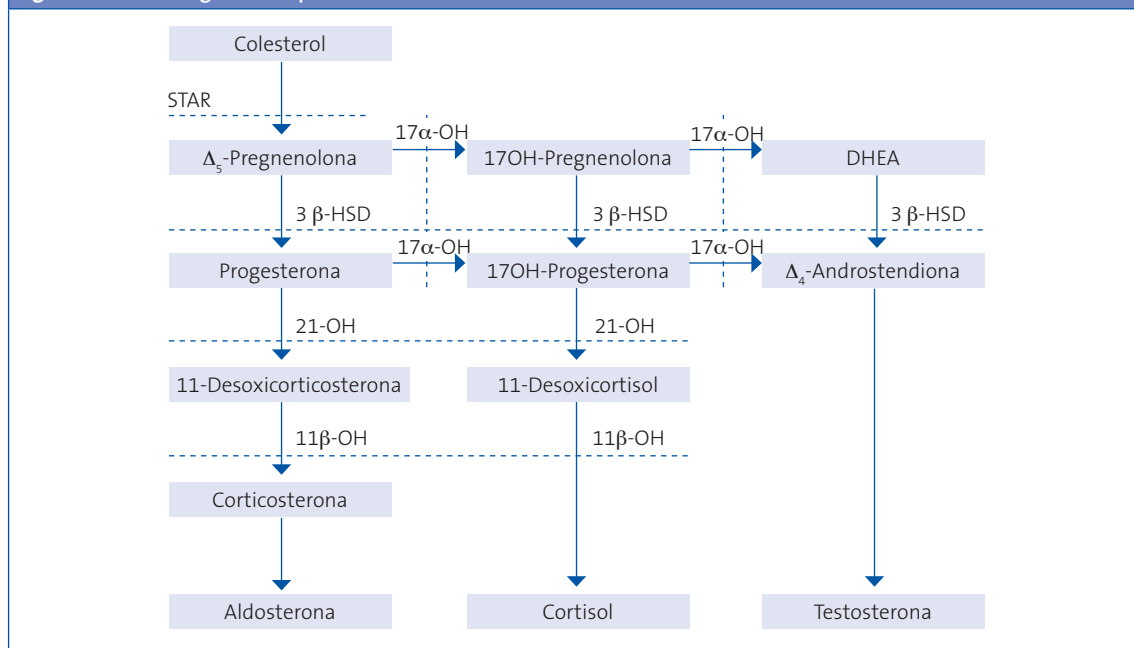 Colesterol
STAR
17α-OH 17α-OH
Δ5-Pregnenolona 17OH-Pregnenolona DHEA
3 β-HSD 3 β-HSD 3 β-HSD
17α-OH 17α-OH
Progesterona 17OH-Progesterona Δ4-Androstendiona
21-OH 21-OH
11-Desoxicorticosterona 11-Desoxicortisol
11β-OH 11β-OH
Corticosterona
Aldosterona Cortisol Testosterona